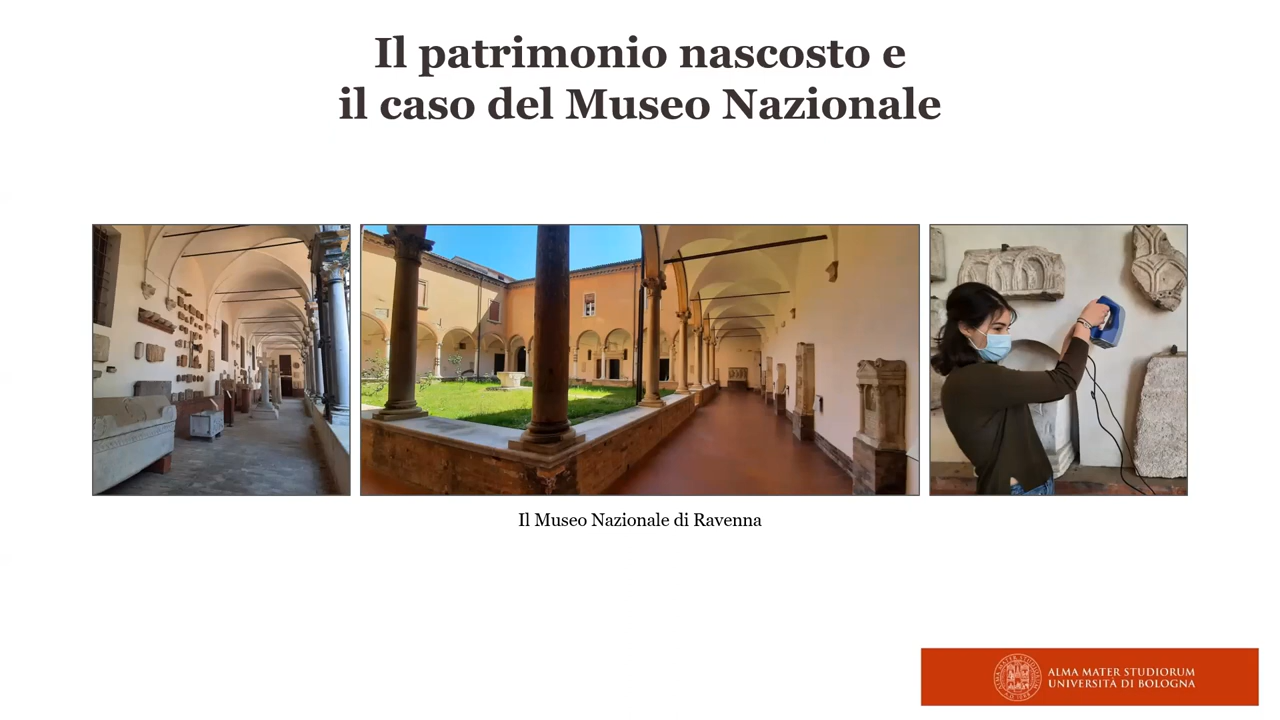 Il patrimonio nascosto e
il caso del Museo Nazionale
Il Museo Nazionale di Ravenna
ALMA MATER STUDIORUM
UNIVERSITÀ DI BOLOGNA